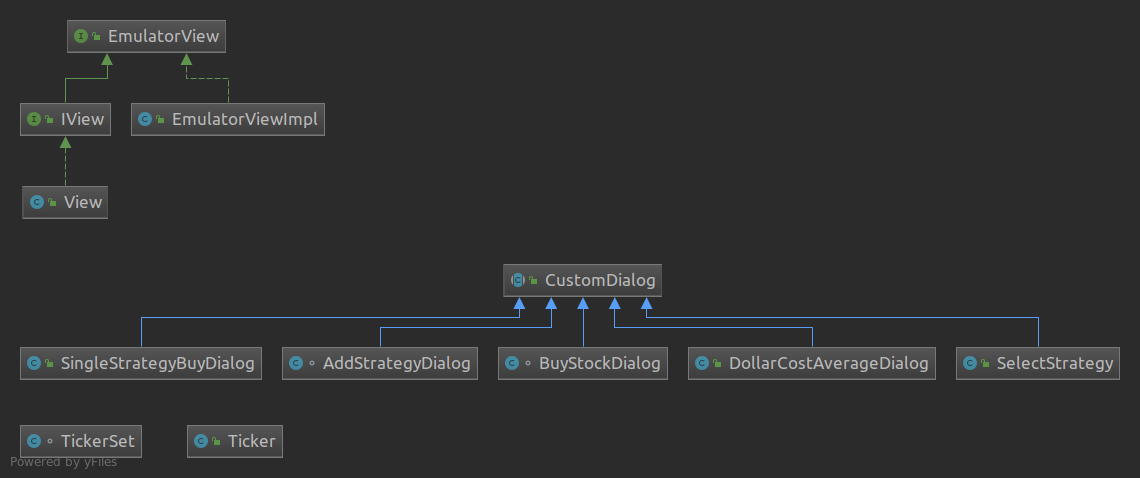 EmulatorView
IView
EmulatorViewImpl
View
CustomDialog
SingleStrategyBuyDialog
AddStrategyDialog
BuyStockDialog
DollarCostAverageDialog
SelectStrategy
TickerSet
Ticker
Powered by yFiles